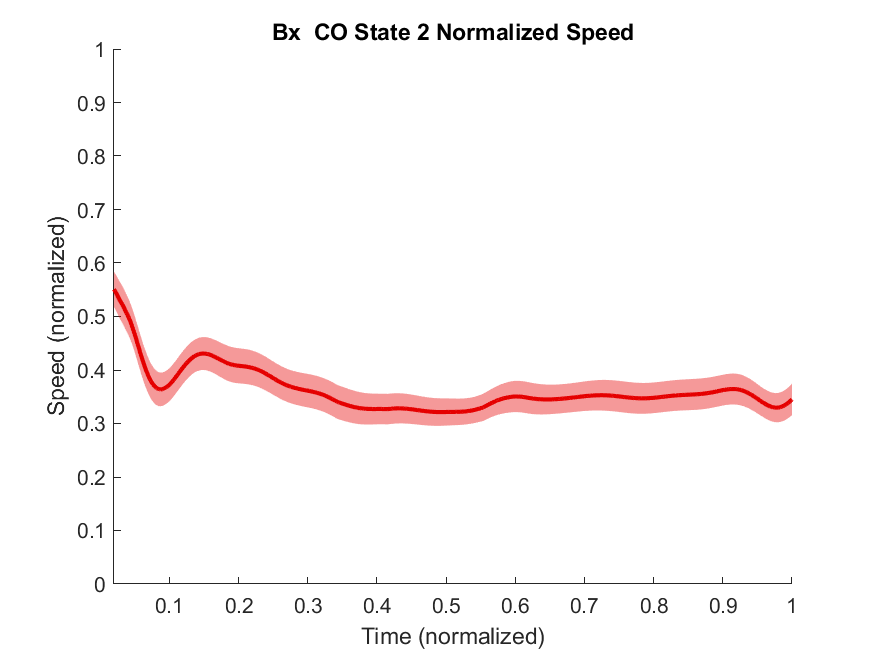 Bx  CO State 2 Normalized Speed
1
0.9
0.8
0.7
0.6
0.5
0.4
0.3
0.2
0.1
0
Speed (normalized)
0.1 0.2 0.3 0.4 0.5 0.6 0.7 0.8 0.9 1
Time (normalized)